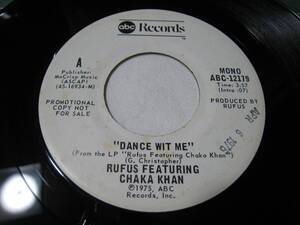 abc Records
A
MONO
ABC-12179
Publisher:
McCrisp Music
(ASCAP)
(45-16934-M)
Time: 3:57
(Intro :07)
PROMOTIONAL
COPY NOT
FOR SALE
PRODUCED BY
RUFUS
"DANCE WIT ME"
(From the LP "Rufus Featuring Chaka Khan")
(G. Christopher)
RUFUS FEATURING
CHAKA KHAN
©1975, ABC
Records, Inc.